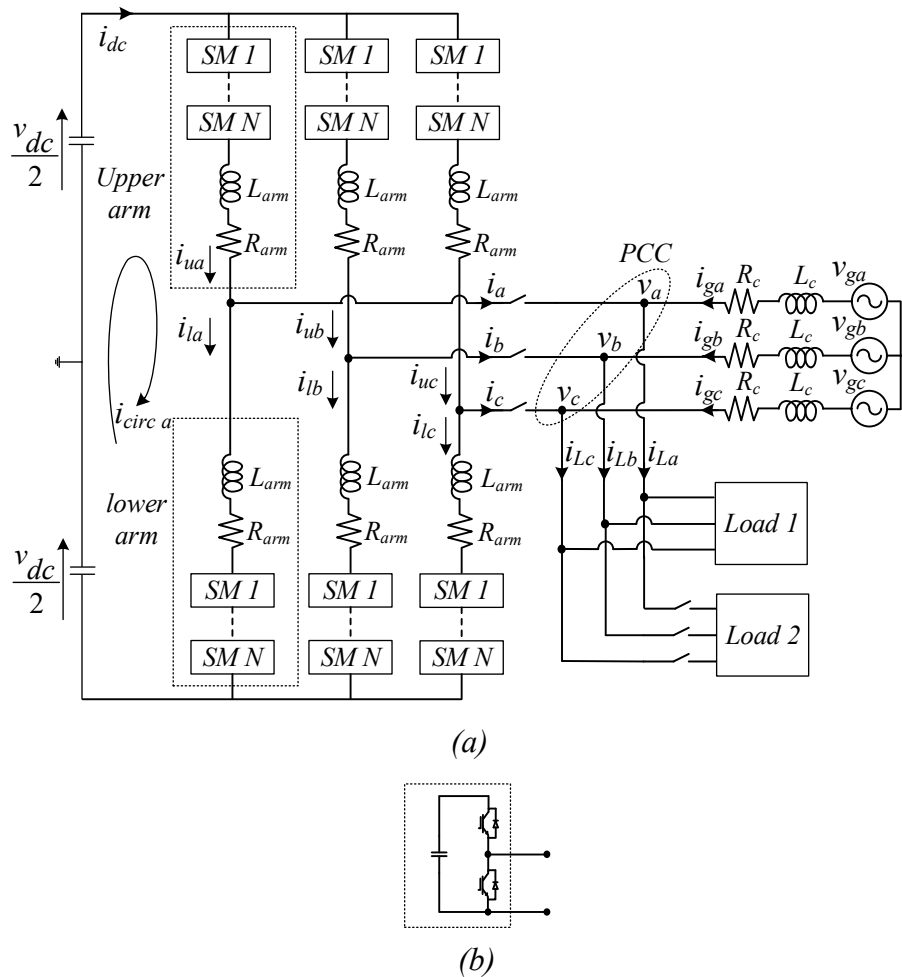 i_dc
SM 1 SM 1 SM 1
SM N SM N SM N
v_dc/2
Upper arm
L_arm L_arm L_arm
R_arm R_arm R_arm
i_ua
PCC
i_a
v_a
i_ga R_c L_c v_ga
i_la
i_ub
i_b
v_b
i_gb R_c L_c v_gb
i_lb
i_uc
i_c
v_c
i_gc R_c L_c v_gc
i_circ a
i_lc
i_Lc i_Lb i_La
lower arm
L_arm L_arm L_arm
R_arm R_arm R_arm
Load 1
v_dc/2
SM 1 SM 1 SM 1
SM N SM N SM N
Load 2
(a)
(b)